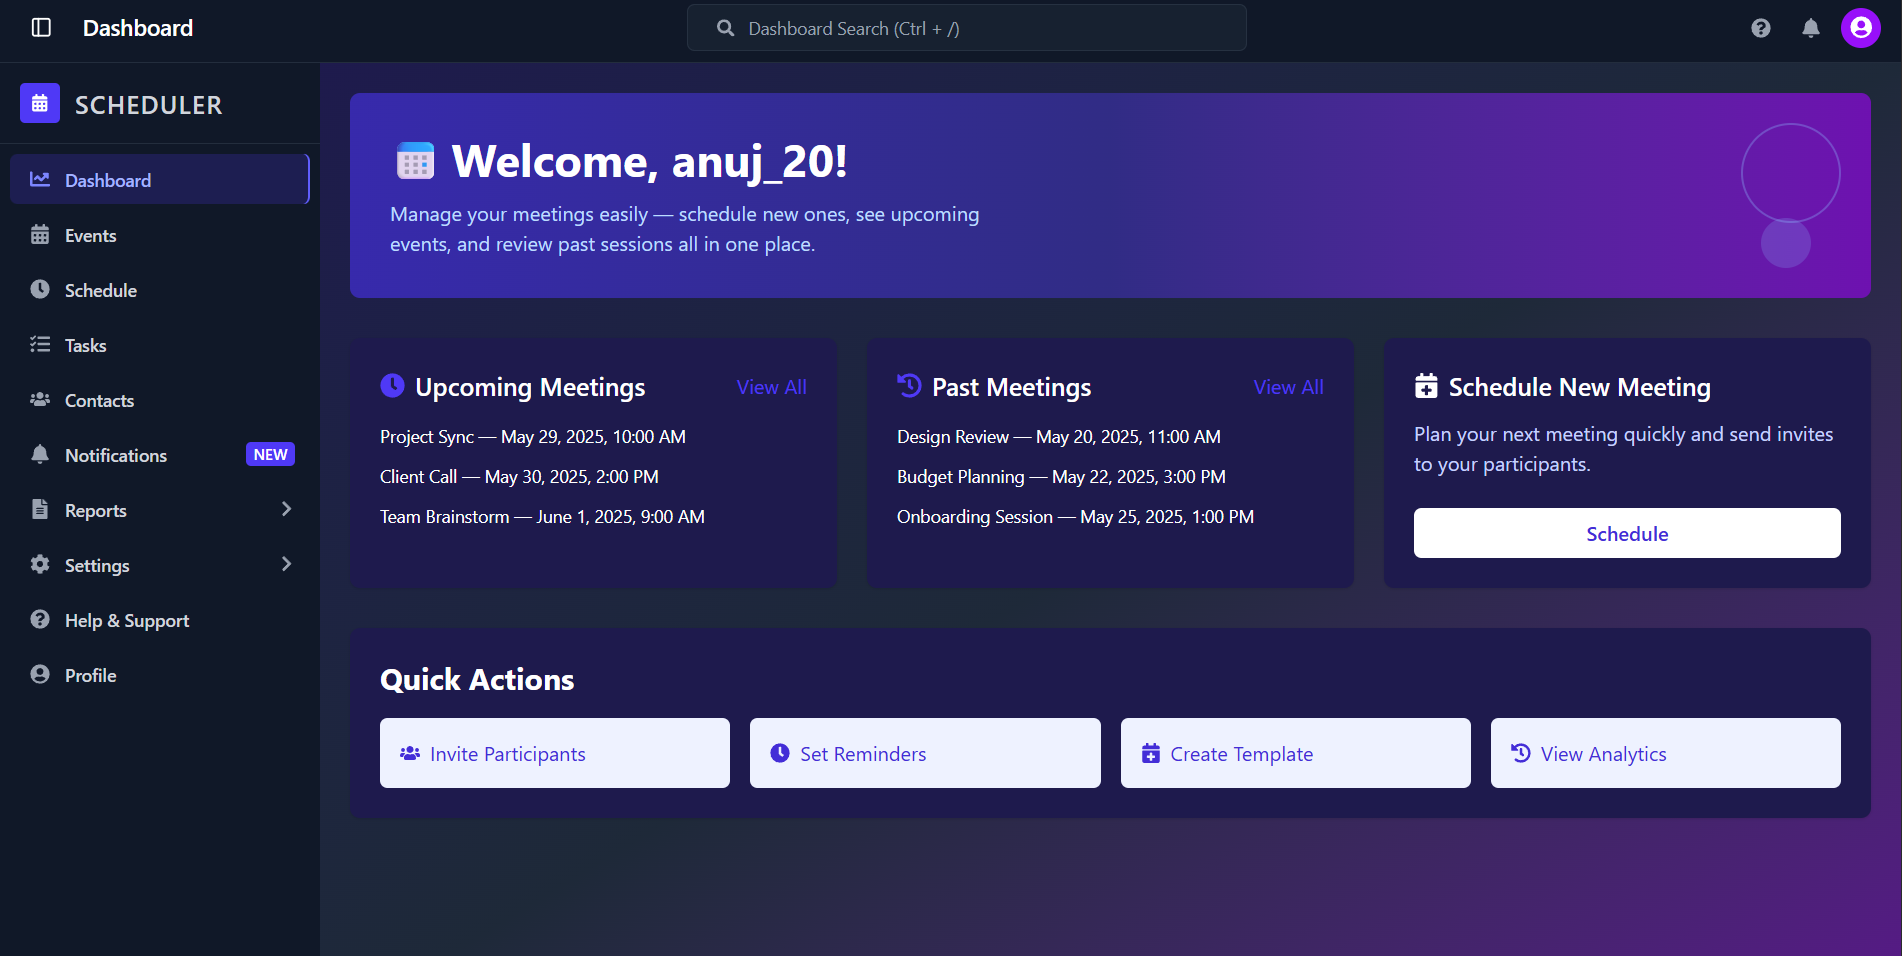 Dashboard
Dashboard Search (Ctrl + /)
SCHEDULER
Dashboard
Events
Schedule
Tasks
Contacts
Notifications NEW
Reports
Settings
Help & Support
Profile
Welcome, anuj_20!
Manage your meetings easily — schedule new ones, see upcoming
events, and review past sessions all in one place.
Upcoming Meetings View All
Project Sync — May 29, 2025, 10:00 AM
Client Call — May 30, 2025, 2:00 PM
Team Brainstorm — June 1, 2025, 9:00 AM
Past Meetings View All
Design Review — May 20, 2025, 11:00 AM
Budget Planning — May 22, 2025, 3:00 PM
Onboarding Session — May 25, 2025, 1:00 PM
Schedule New Meeting
Plan your next meeting quickly and send invites
to your participants.
Schedule
Quick Actions
Invite Participants
Set Reminders
Create Template
View Analytics